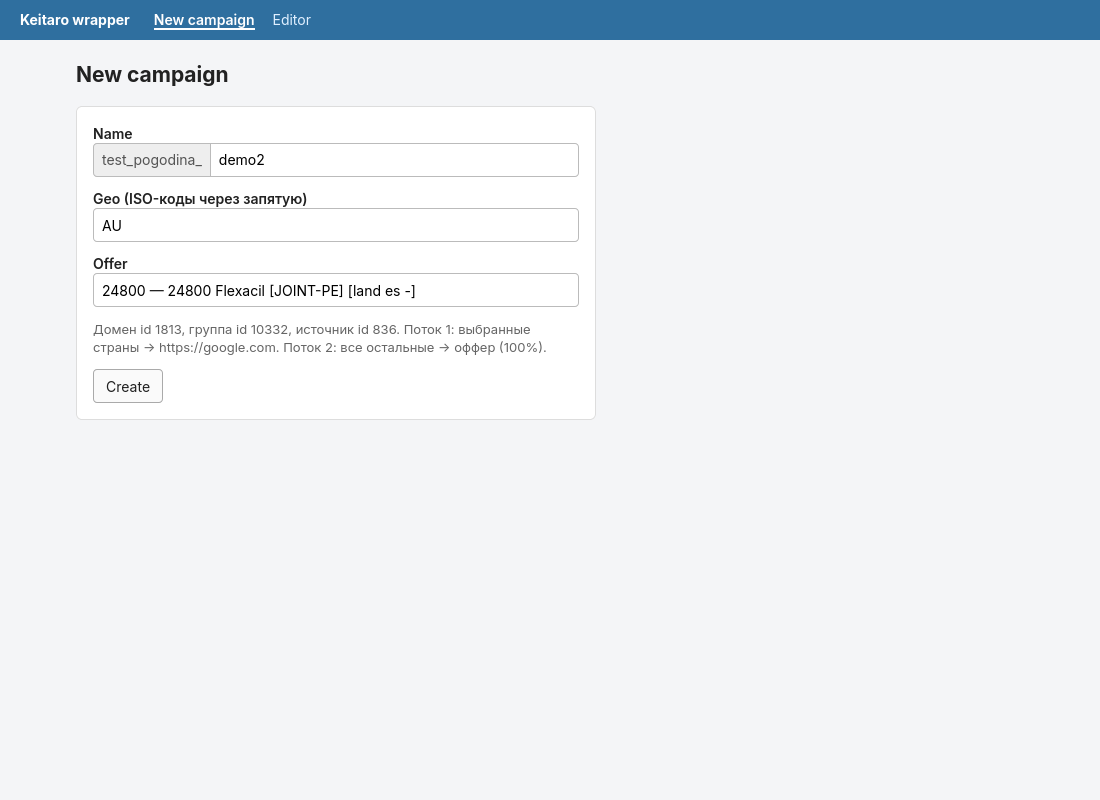 Keitaro wrapper New campaign Editor
New campaign
Name
test_pogodina_ demo2
Geo (ISO-коды через запятую)
AU
Offer
24800 — 24800 Flexacil [JOINT-PE] [land es -]
Домен id 1813, группа id 10332, источник id 836. Поток 1: выбранные
страны → https://google.com. Поток 2: все остальные → оффер (100%).
Create